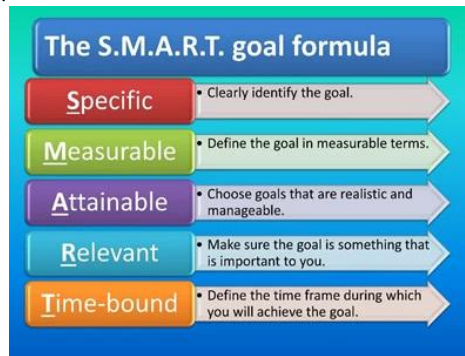 The S.M.A.R.T. goal formula
Specific
• Clearly identify the goal.
Measurable
• Define the goal in measurable terms.
Attainable
• Choose goals that are realistic and
manageable.
Relevant
• Make sure the goal is something that
is important to you.
Time-bound
• Define the time frame during which
you will achieve the goal.